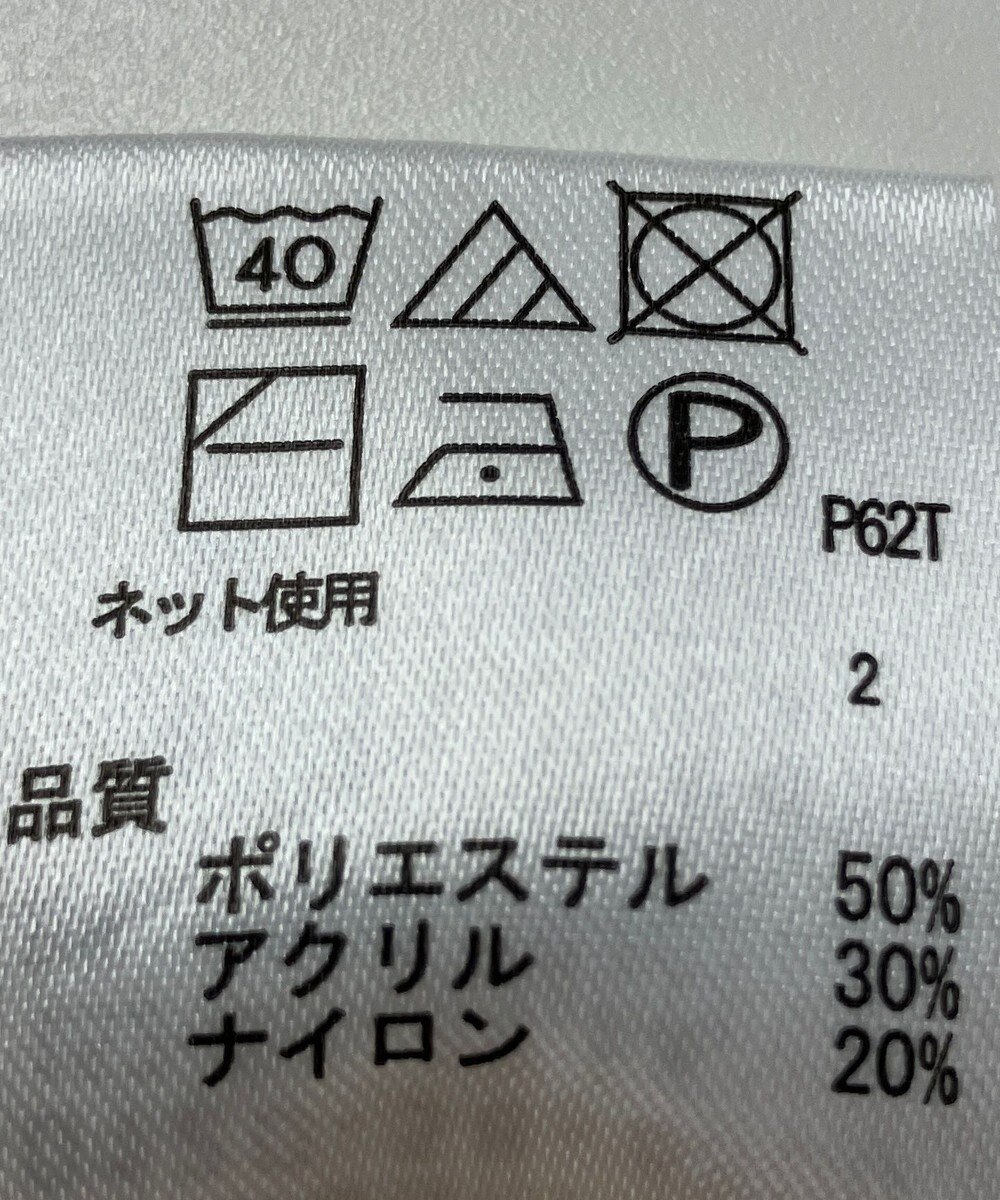 40
P
P62T
ネット使用
2
品質
ポリエステル 50%
アクリル 30%
ナイロン 20%